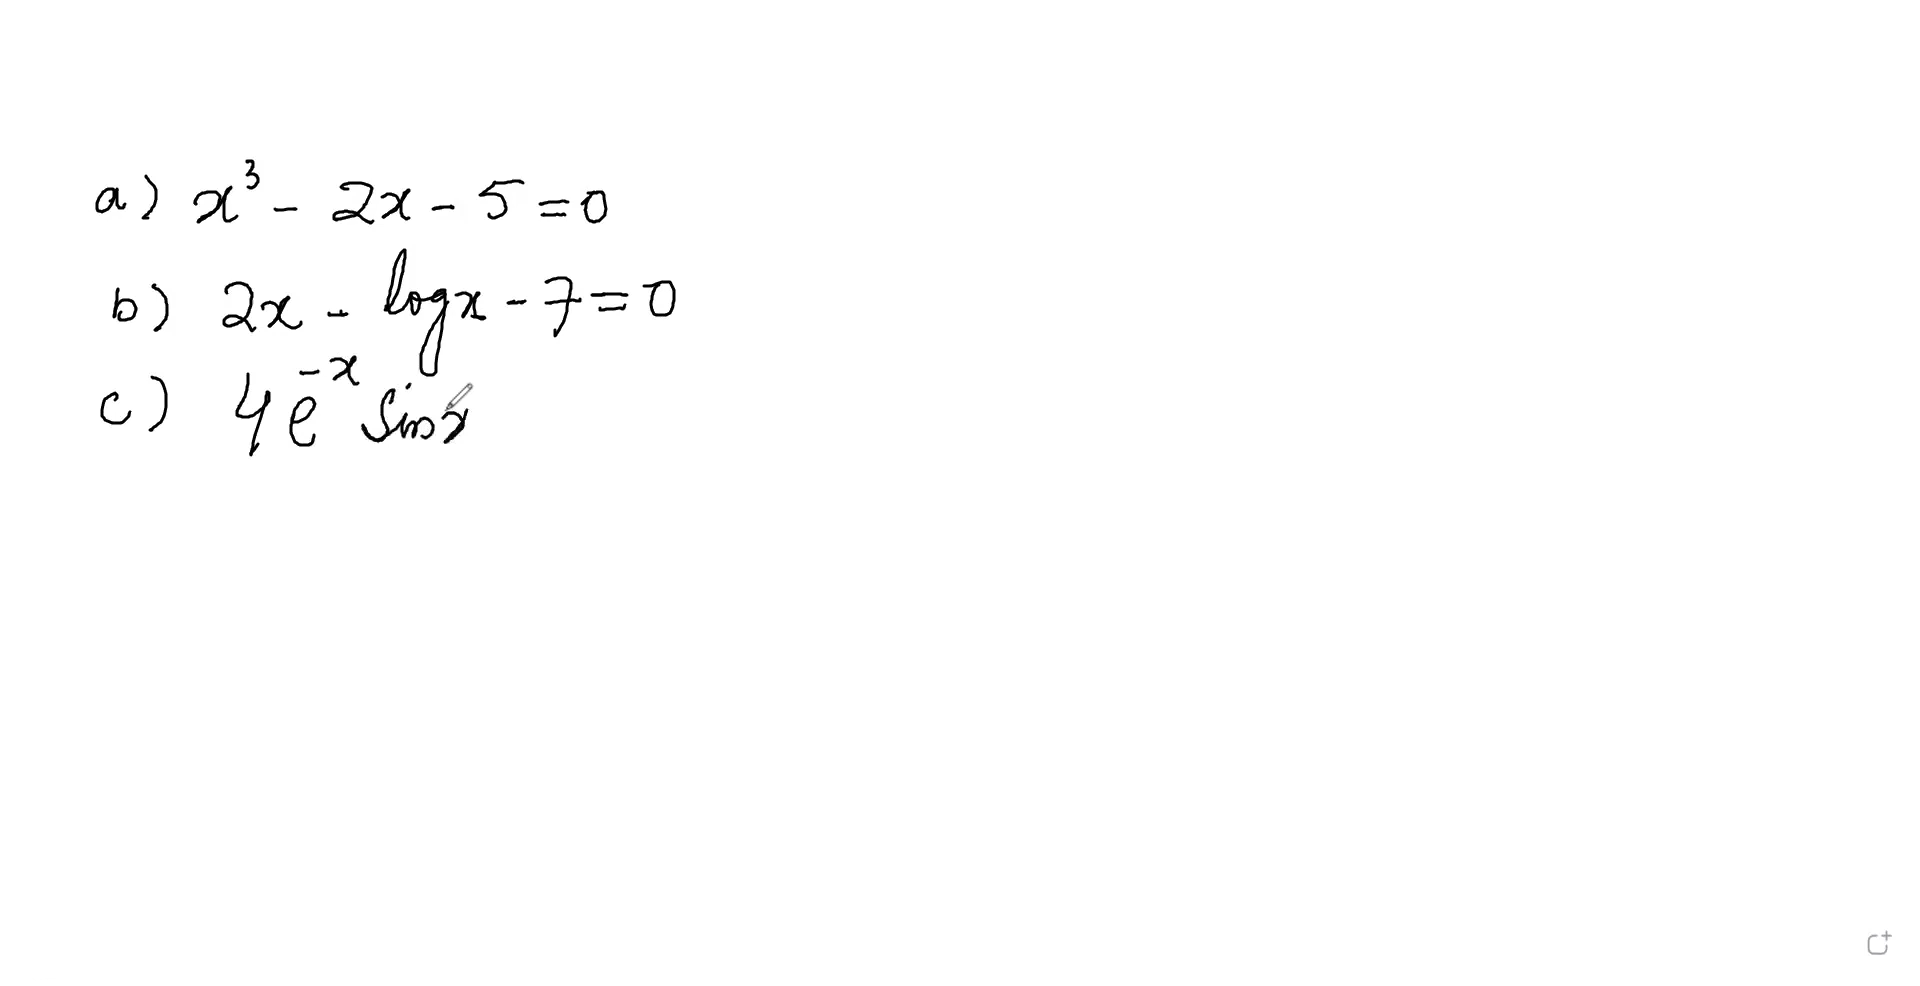 a) x³ - 2x - 5 = 0
b) 2x - log x - 7 = 0
c) 4e⁻ˣ sin x